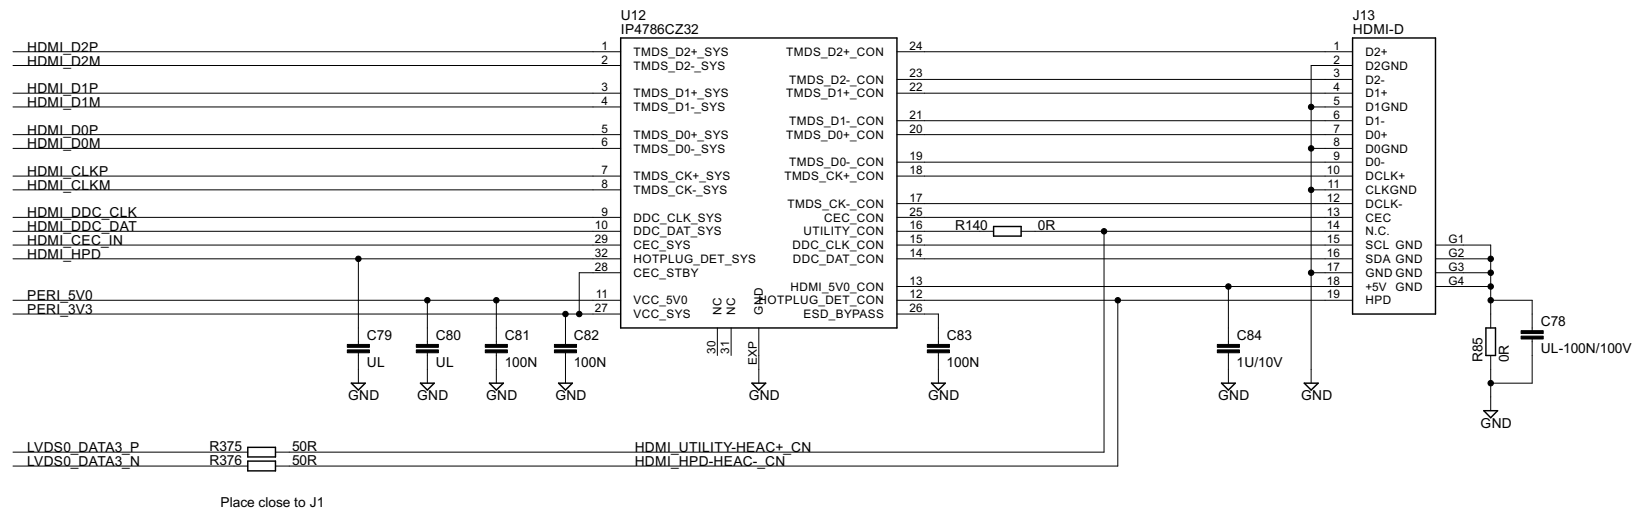 U12
IP4786CZ32
J13
HDMI-D
HDMI_D2P 1 TMDS_D2+_SYS TMDS_D2+_CON 24 1 D2+
HDMI_D2M 2 TMDS_D2-_SYS 2 D2GND
TMDS_D2-_CON 23 3 D2-
HDMI_D1P 3 TMDS_D1+_SYS TMDS_D1+_CON 22 4 D1+
HDMI_D1M 4 TMDS_D1-_SYS 5 D1GND
TMDS_D1-_CON 21 6 D1-
HDMI_D0P 5 TMDS_D0+_SYS TMDS_D0+_CON 20 7 D0+
HDMI_D0M 6 TMDS_D0-_SYS 8 D0GND
TMDS_D0-_CON 19 9 D0-
HDMI_CLKP 7 TMDS_CK+_SYS TMDS_CK+_CON 18 10 DCLK+
HDMI_CLKM 8 TMDS_CK-_SYS 11 CLKGND
TMDS_CK-_CON 17 12 DCLK-
HDMI_DDC_CLK 9 DDC_CLK_SYS CEC_CON 25 13 CEC
HDMI_DDC_DAT 10 DDC_DAT_SYS UTILITY_CON 16 R140 0R 14 N.C.
HDMI_CEC_IN 29 CEC_SYS DDC_CLK_CON 15 15 SCL GND G1
HDMI_HPD 32 HOTPLUG_DET_SYS DDC_DAT_CON 14 16 SDA GND G2
28 CEC_STBY 17 GND GND G3
HDMI_5V0_CON 13 18 +5V GND G4
PERI_5V0 11 VCC_5V0 HOTPLUG_DET_CON 12 19 HPD
PERI_3V3 27 VCC_SYS ESD_BYPASS 26
NC
NC
GND
30
31
EXP
C79
UL
C80
UL
C81
100N
C82
100N
C83
100N
C84
1U/10V
R85
0R
C78
UL-100N/100V
GND GND GND GND GND GND GND GND
GND
LVDS0_DATA3_P R375 50R HDMI_UTILITY-HEAC+_CN
LVDS0_DATA3_N R376 50R HDMI_HPD-HEAC-_CN
Place close to J1